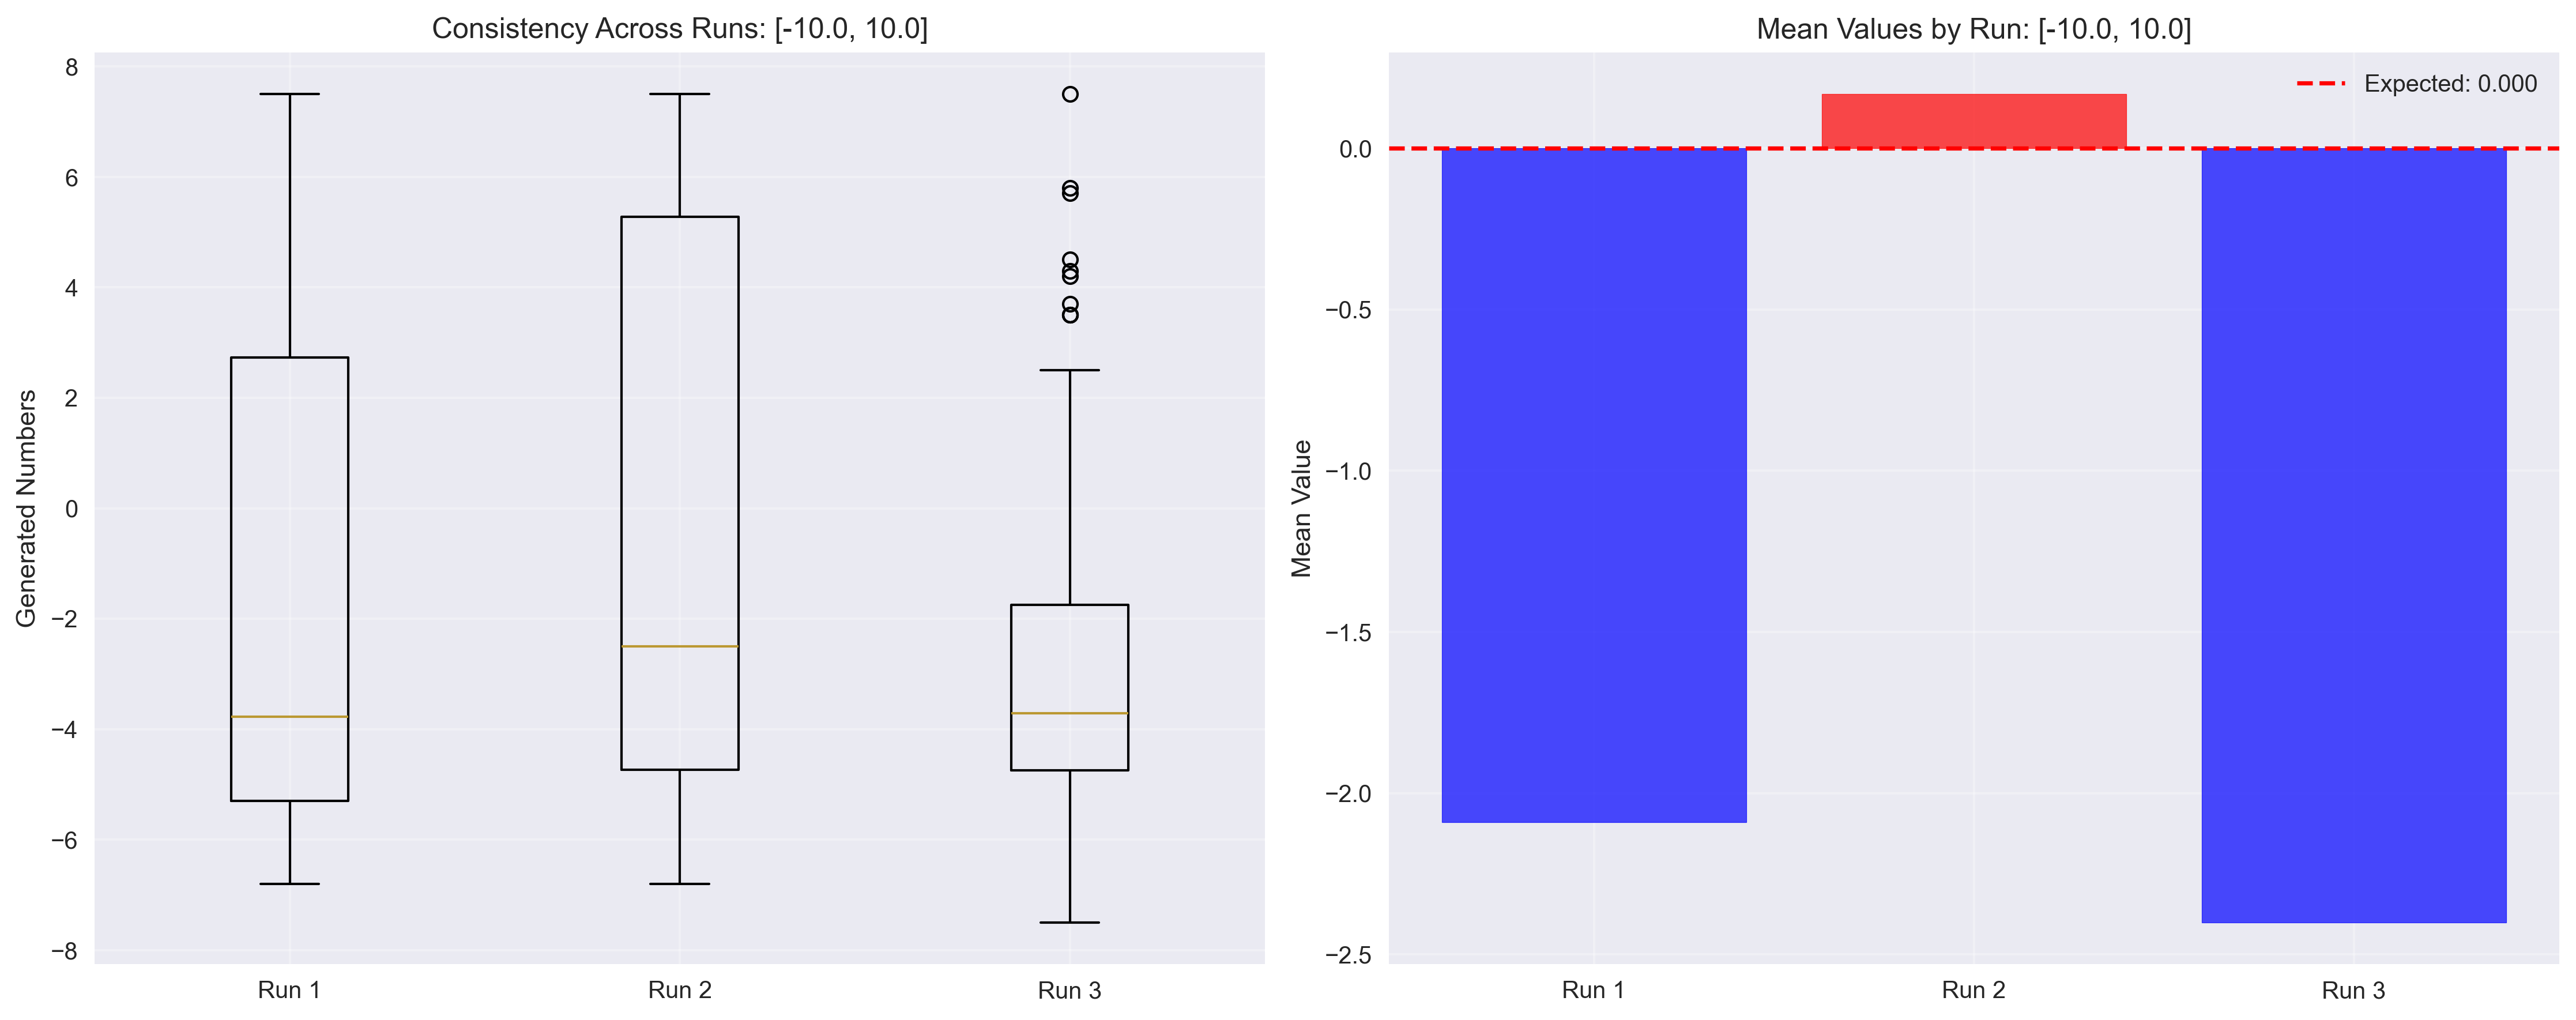 Consistency Across Runs: [-10.0, 10.0]
Generated Numbers
8
6
4
2
0
−2
−4
−6
−8
Run 1
Run 2
Run 3
Mean Values by Run: [-10.0, 10.0]
Expected: 0.000
Mean Value
0.0
−0.5
−1.0
−1.5
−2.0
−2.5
Run 1
Run 2
Run 3